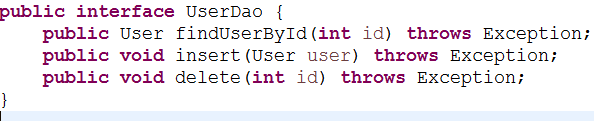 public interface UserDao {
    public User findUserById(int id) throws Exception;
    public void insert(User user) throws Exception;
    public void delete(int id) throws Exception;
}